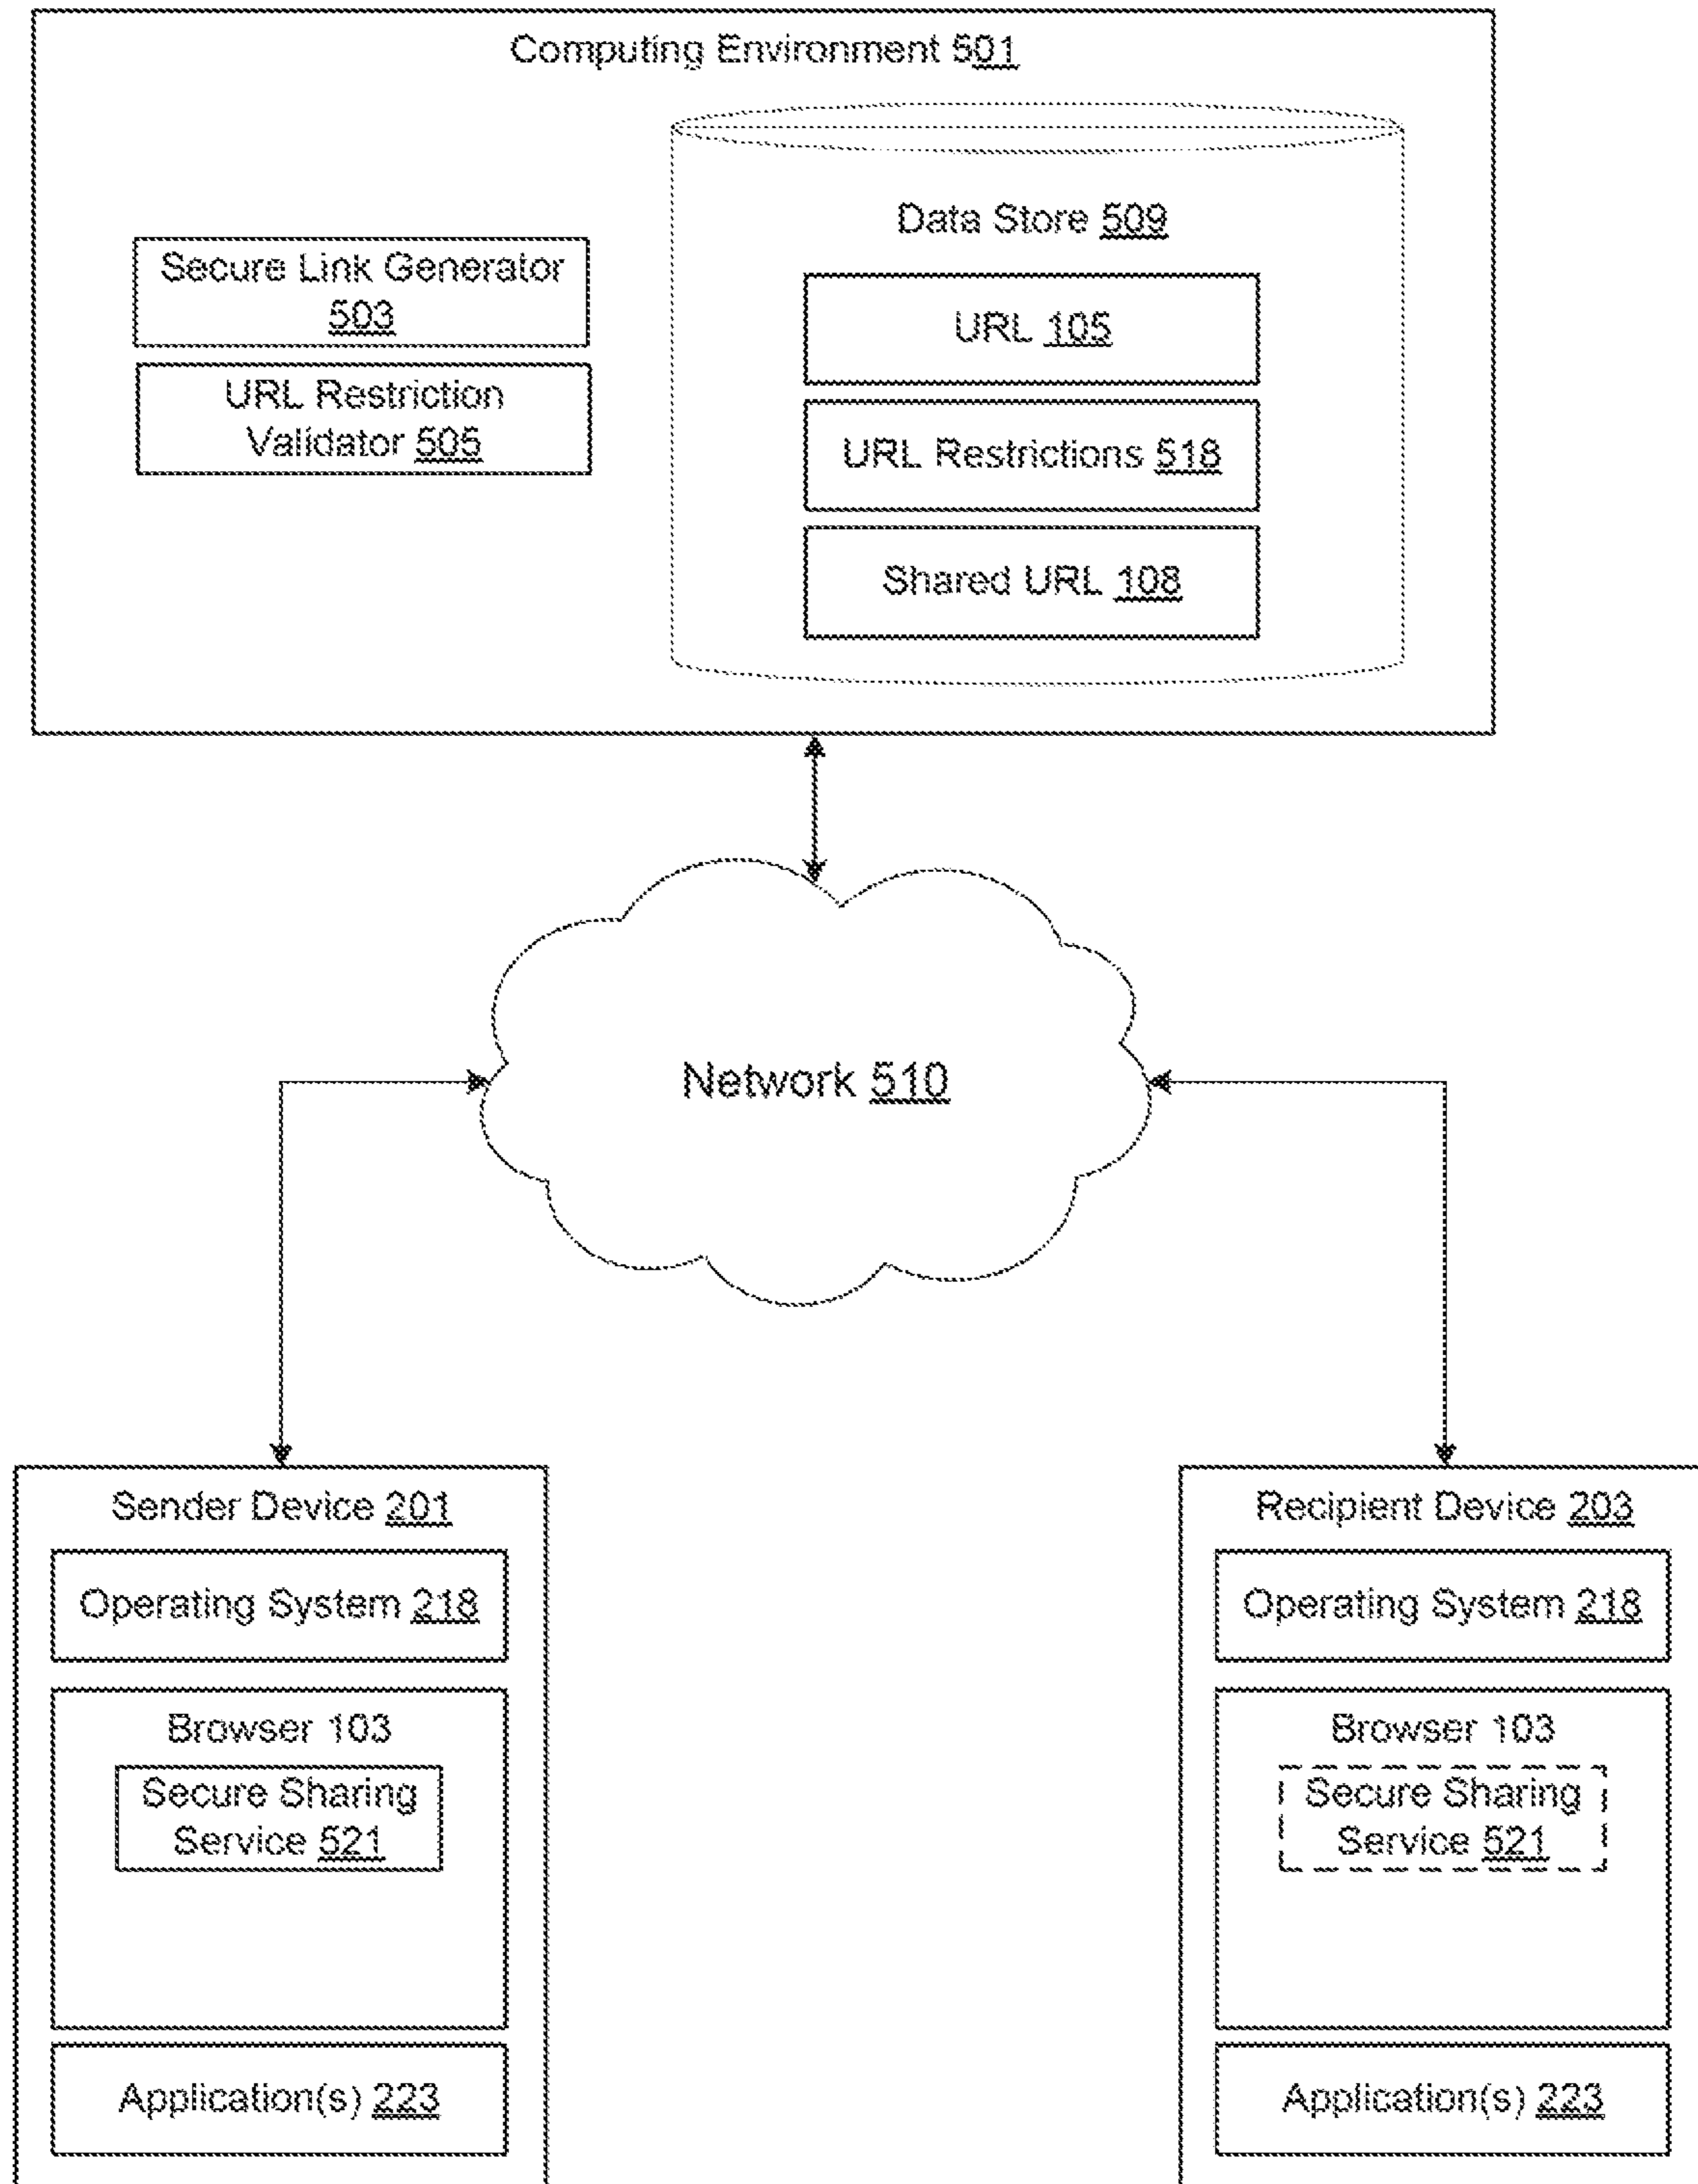 Computing Environment 501
Data Store 509
Secure Link Generator
503
URL Restriction
Validator 505
URL 105
URL Restrictions 518
Shared URL 108
Network 510
Sender Device 201
Operating System 218
Browser 103
Secure Sharing
Service 521
Application(s) 223
Recipient Device 203
Operating System 218
Browser 103
Secure Sharing
Service 521
Application(s) 223